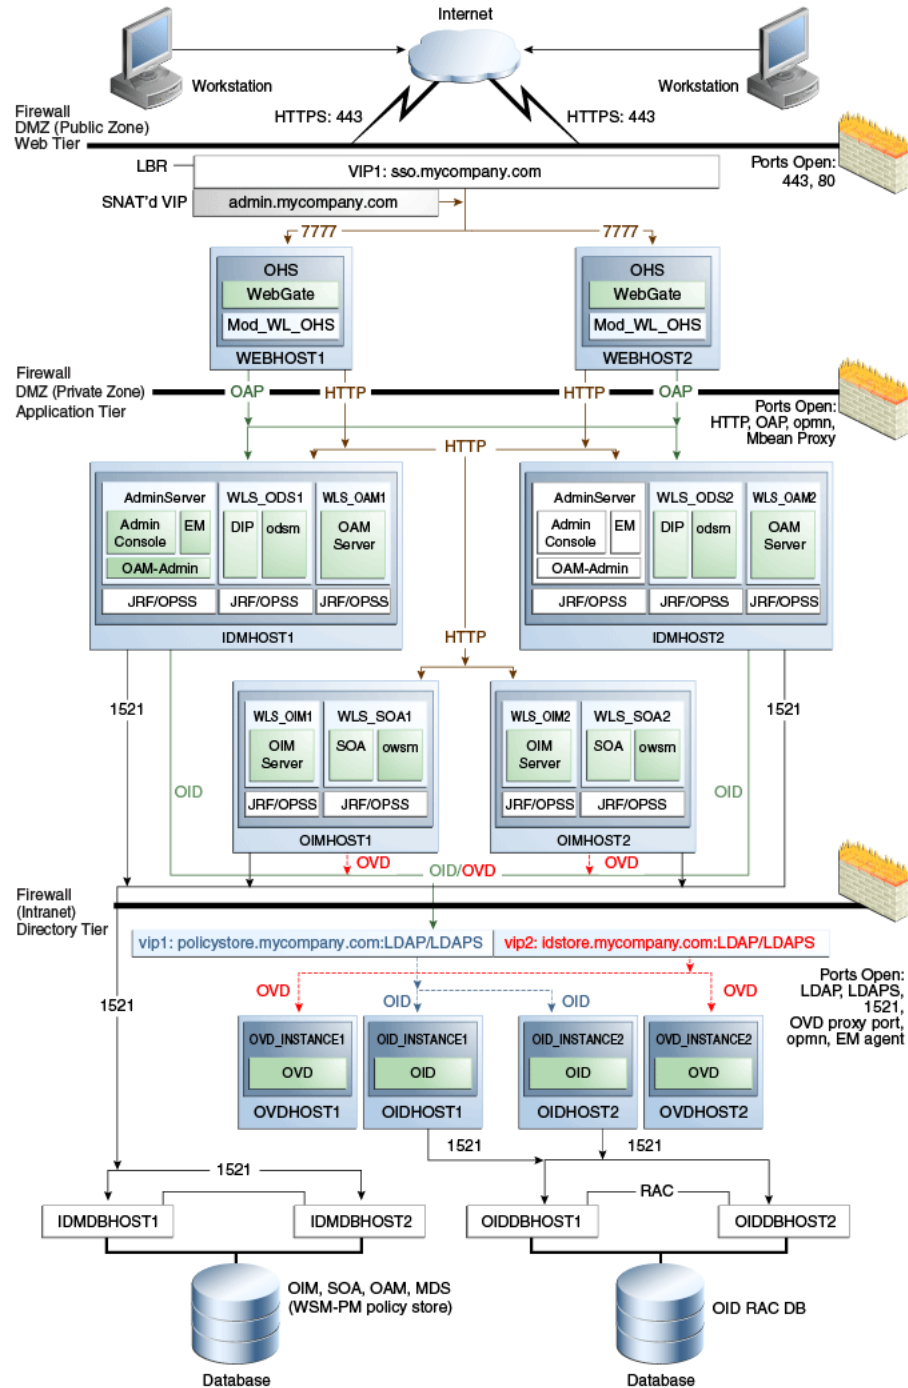 Internet
Workstation
Workstation
HTTPS: 443
HTTPS: 443
Firewall
DMZ (Public Zone)
Web Tier
Ports Open:
443, 80
LBR
VIP1: sso.mycompany.com
SNAT'd VIP
admin.mycompany.com
7777
7777
OHS
WebGate
Mod_WL_OHS
WEBHOST1
OHS
WebGate
Mod_WL_OHS
WEBHOST2
Firewall
DMZ (Private Zone)
Application Tier
OAP
HTTP
HTTP
OAP
Ports Open:
HTTP, OAP, opmn,
Mbean Proxy
HTTP
AdminServer
Admin
Console
EM
OAM-Admin
JRF/OPSS
WLS_ODS1
DIP
odsm
JRF/OPSS
WLS_OAM1
OAM
Server
JRF/OPSS
IDMHOST1
AdminServer
Admin
Console
EM
OAM-Admin
JRF/OPSS
WLS_ODS2
DIP
odsm
JRF/OPSS
WLS_OAM2
OAM
Server
JRF/OPSS
IDMHOST2
HTTP
1521
1521
WLS_OIM1
OIM
Server
JRF/OPSS
WLS_SOA1
SOA
owsm
JRF/OPSS
OIMHOST1
WLS_OIM2
OIM
Server
JRF/OPSS
WLS_SOA2
SOA
owsm
JRF/OPSS
OIMHOST2
OID
OID
OVD
OID/OVD
OVD
Firewall
(Intranet)
Directory Tier
vip1: policystore.mycompany.com:LDAP/LDAPS
vip2: idstore.mycompany.com:LDAP/LDAPS
Ports Open:
LDAP, LDAPS,
1521,
OVD proxy port,
opmn, EM agent
1521
OVD
OID
OID
OVD
OVD_INSTANCE1
OVD
OVDHOST1
OID_INSTANCE1
OID
OIDHOST1
OID_INSTANCE2
OID
OIDHOST2
OVD_INSTANCE2
OVD
OVDHOST2
1521
1521
1521
RAC
IDMDBHOST1
IDMDBHOST2
OIDDBHOST1
OIDDBHOST2
OIM, SOA, OAM, MDS
(WSM-PM policy store)
OID RAC DB
Database
Database